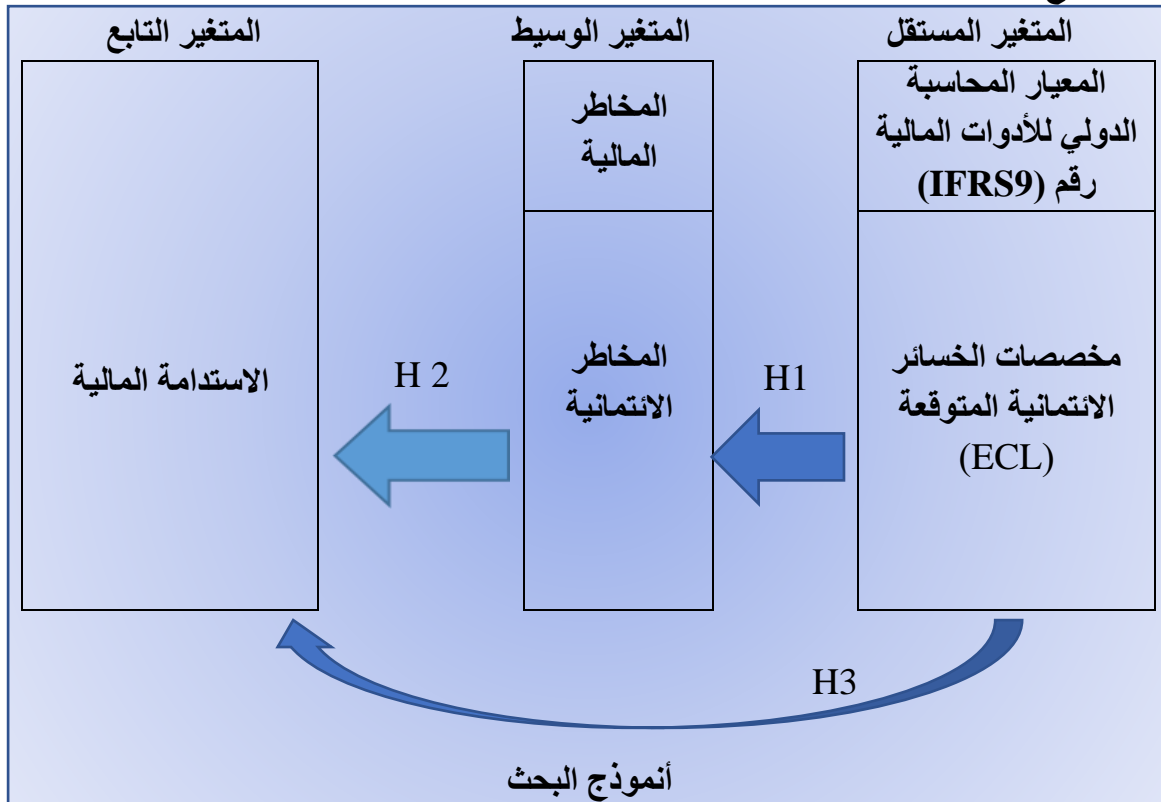 المتغير المستقل
المتغير الوسيط
المتغير التابع
المعيار المحاسبة
الدولي للأدوات المالية
رقم (IFRS9)
المخاطر
المالية
مخصصات الخسائر
الائتمانية المتوقعة
(ECL)
H1
المخاطر
الائتمانية
H 2
الاستدامة المالية
H3
أنموذج البحث